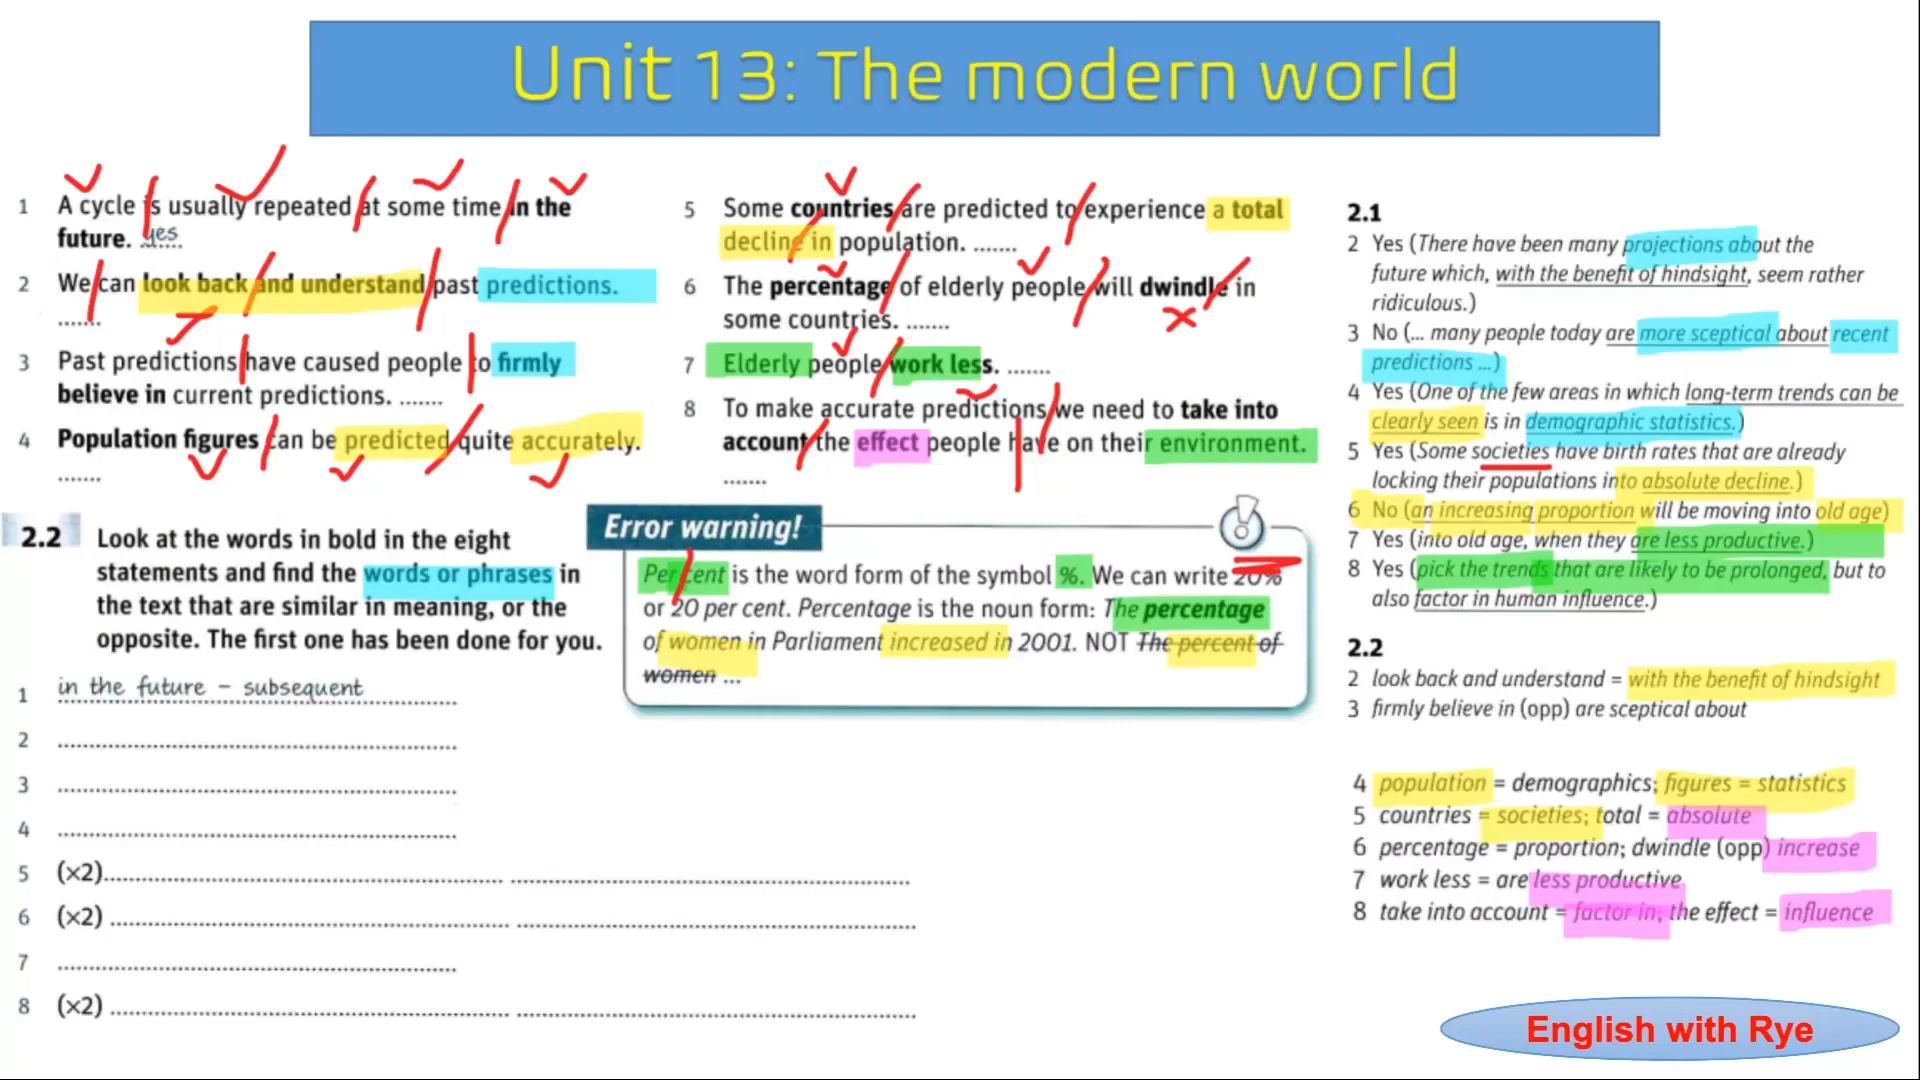 Unit 13: The modern world
1 A cycle is usually repeated at some time in the
future. yes
2 We can look back and understand past predictions.
.......
3 Past predictions have caused people to firmly
believe in current predictions. .......
4 Population figures can be predicted quite accurately.
.......
5 Some countries are predicted to experience a total
decline in population. .......
6 The percentage of elderly people will dwindle in
some countries. .......
7 Elderly people work less. .......
8 To make accurate predictions we need to take into
account the effect people have on their environment.
.......
2.2 Look at the words in bold in the eight
statements and find the words or phrases in
the text that are similar in meaning, or the
opposite. The first one has been done for you.
1 in the future – subsequent
2
3
4
5 (x2)
6 (x2)
7
8 (x2)
Error warning!
Per cent is the word form of the symbol %. We can write 20%
or 20 per cent. Percentage is the noun form: The percentage
of women in Parliament increased in 2001. NOT The percent of
women ...
2.1
2 Yes (There have been many projections about the
future which, with the benefit of hindsight, seem rather
ridiculous.)
3 No (... many people today are more sceptical about recent
predictions ...)
4 Yes (One of the few areas in which long-term trends can be
clearly seen is in demographic statistics.)
5 Yes (Some societies have birth rates that are already
locking their populations into absolute decline.)
6 No (an increasing proportion will be moving into old age)
7 Yes (into old age, when they are less productive.)
8 Yes (pick the trends that are likely to be prolonged, but to
also factor in human influence.)
2.2
2 look back and understand = with the benefit of hindsight
3 firmly believe in (opp) are sceptical about
4 population = demographics; figures = statistics
5 countries = societies; total = absolute
6 percentage = proportion; dwindle (opp) increase
7 work less = are less productive
8 take into account = factor in; the effect = influence
English with Rye